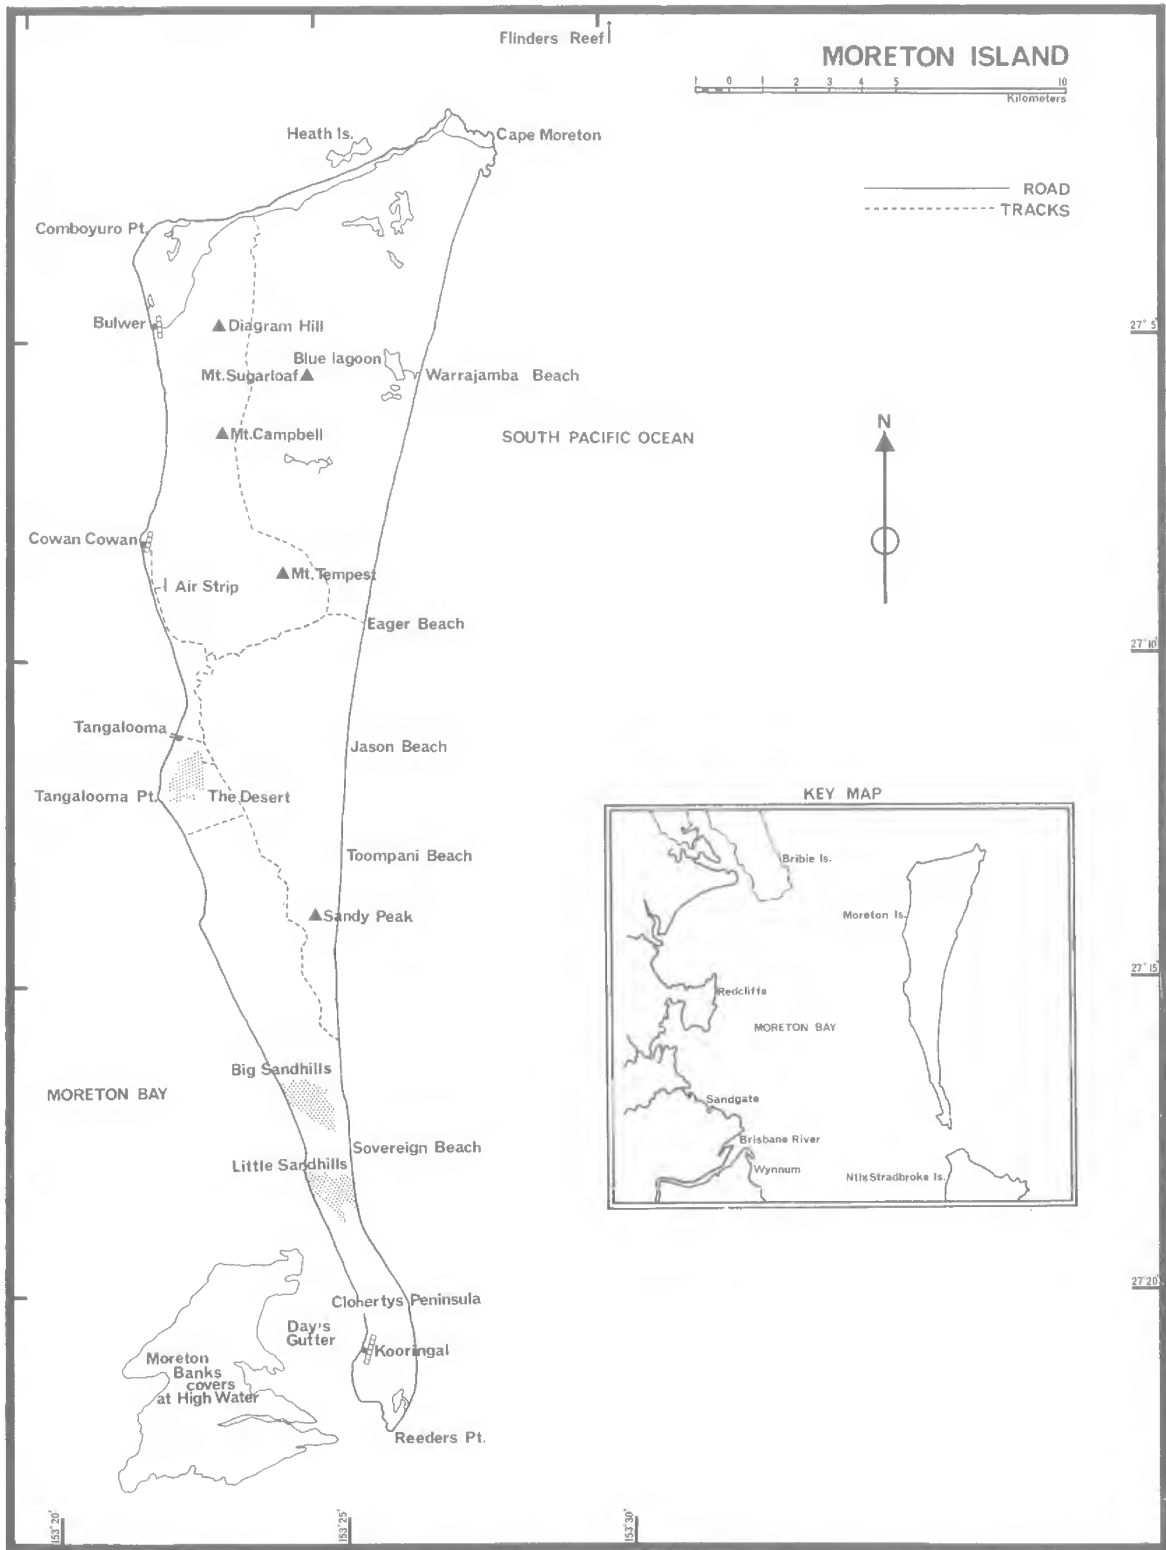 Flinders Reef
MORETON ISLAND
1 0 1 2 3 4 5 10
Kilometers
Heath Is.
Cape Moreton
ROAD
TRACKS
Comboyuro Pt.
Bulwer
Diagram Hill
27° 5'
Blue lagoon
Mt.Sugarloaf
Warrajamba Beach
Mt.Campbell
SOUTH PACIFIC OCEAN
N
Cowan Cowan
Mt.Tempest
Air Strip
Eager Beach
27° 10'
Tangalooma
Jason Beach
Tangalooma Pt.
The Desert
KEY MAP
Toompani Beach
Bribie Is.
Sandy Peak
Moreton Is.
27° 15'
Redcliffe
MORETON BAY
Big Sandhills
MORETON BAY
Sandgate
Sovereign Beach
Brisbane River
Little Sandhills
Wynnum
Nth. Stradbroke Is.
27° 20'
Clohertys Peninsula
Day's
Gutter
Kooringal
Moreton
Banks
covers
at High Water
Reeders Pt.
153° 20'
153° 25'
153° 30'